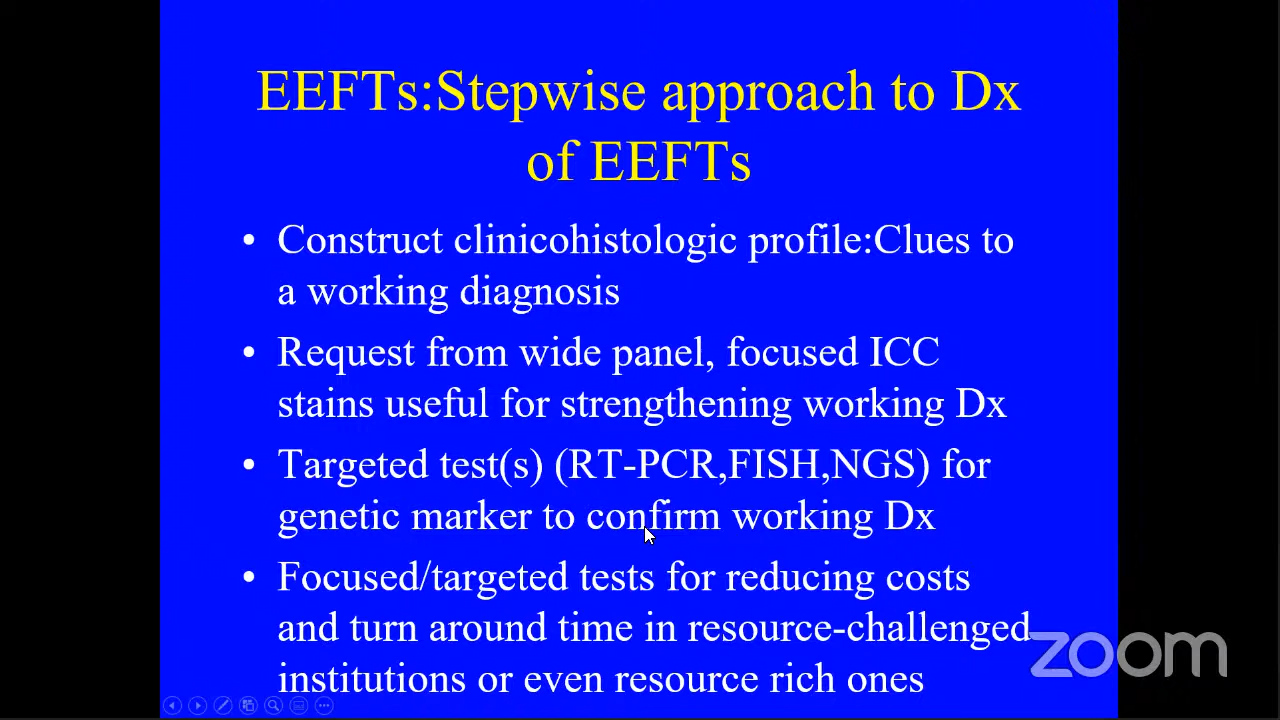 EEFTs:Stepwise approach to Dx
of EEFTs
• Construct clinicohistologic profile:Clues to
a working diagnosis
• Request from wide panel, focused ICC
stains useful for strengthening working Dx
• Targeted test(s) (RT-PCR,FISH,NGS) for
genetic marker to confirm working Dx
• Focused/targeted tests for reducing costs
and turn around time in resource-challenged
institutions or even resource rich ones
zoom